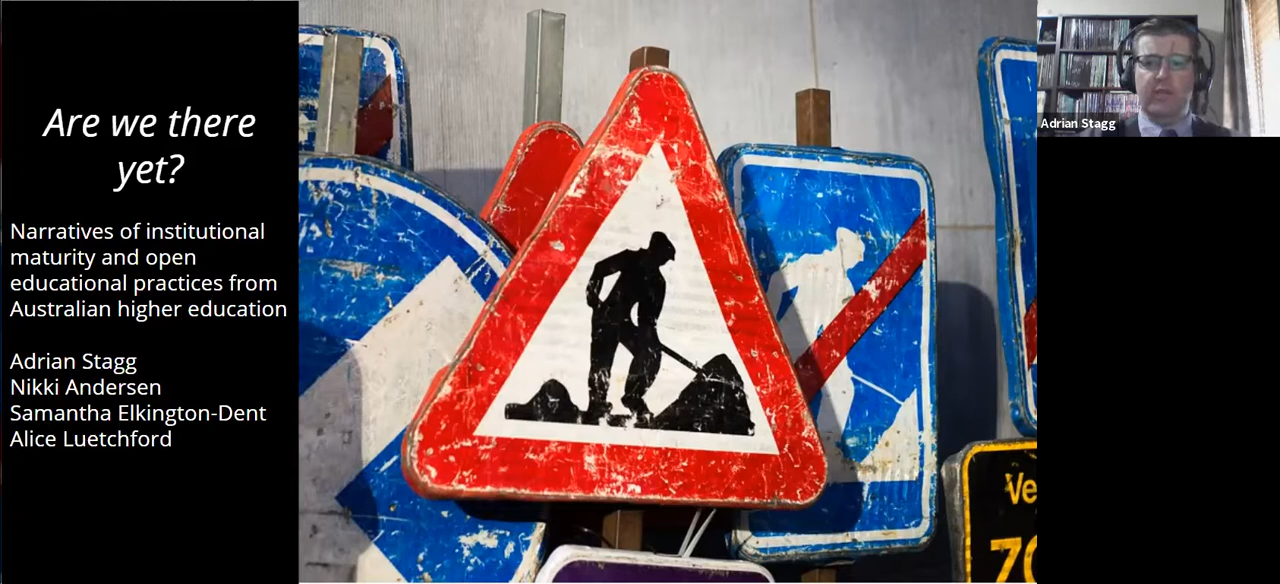 Are we there
yet?
Narratives of institutional
maturity and open
educational practices from
Australian higher education
Adrian Stagg
Nikki Andersen
Samantha Elkington-Dent
Alice Luetchford
Adrian Stagg